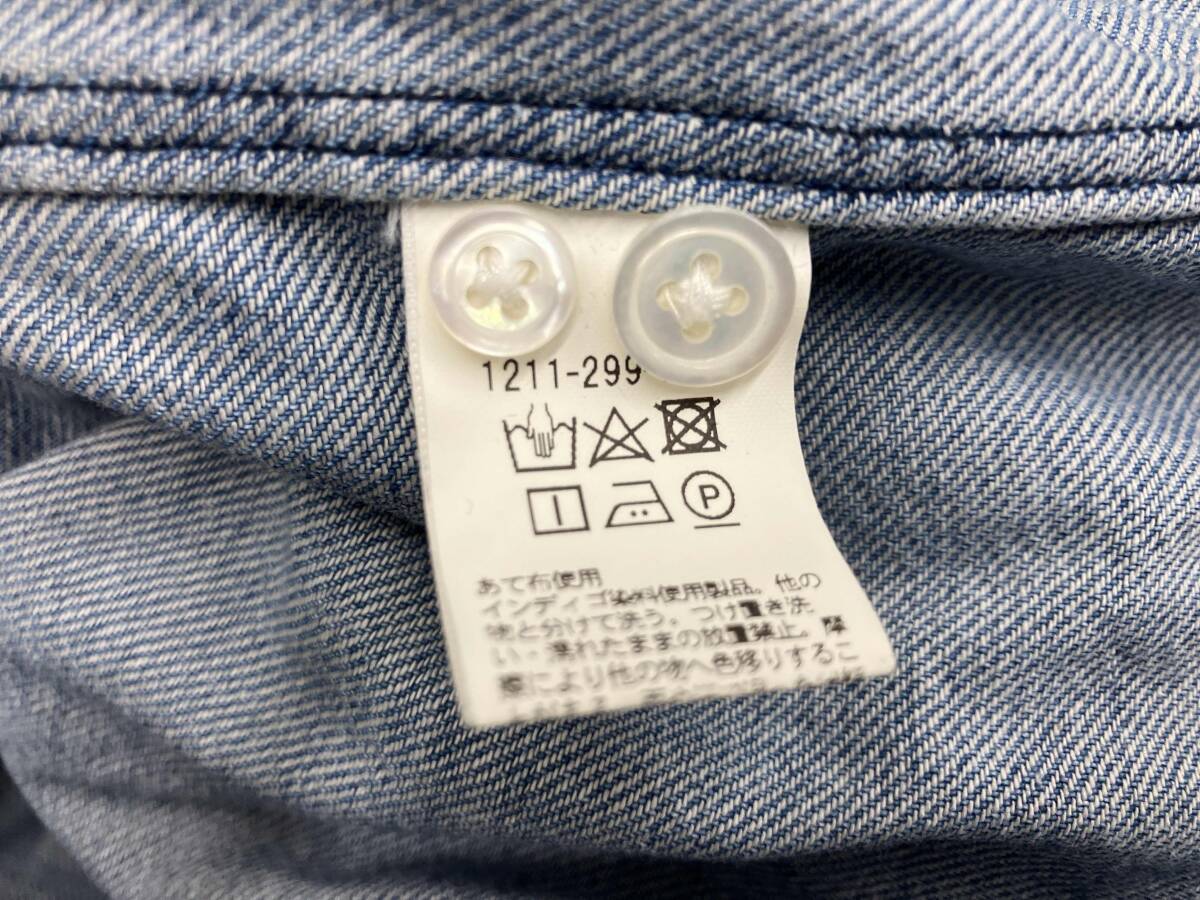 1211-299
P
あて布使用
インディゴ染料使用製品。他の
物と分けて洗う。つけ置き洗
い・濡れたままの放置禁止。摩
擦により他の物へ色移りするこ